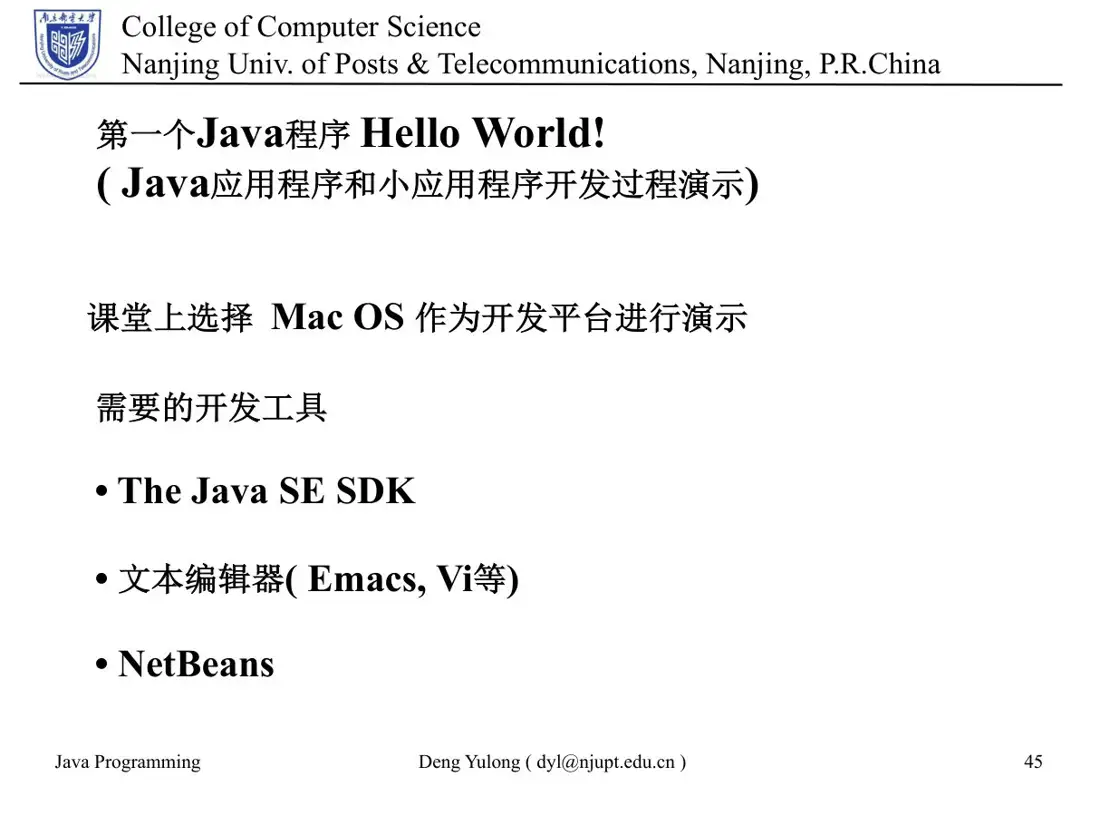 College of Computer Science
Nanjing Univ. of Posts & Telecommunications, Nanjing, P.R.China
第一个Java程序 Hello World!
( Java应用程序和小应用程序开发过程演示)
课堂上选择 Mac OS 作为开发平台进行演示
需要的开发工具
• The Java SE SDK
• 文本编辑器( Emacs, Vi等)
• NetBeans
Java Programming
Deng Yulong ( dyl@njupt.edu.cn )
45